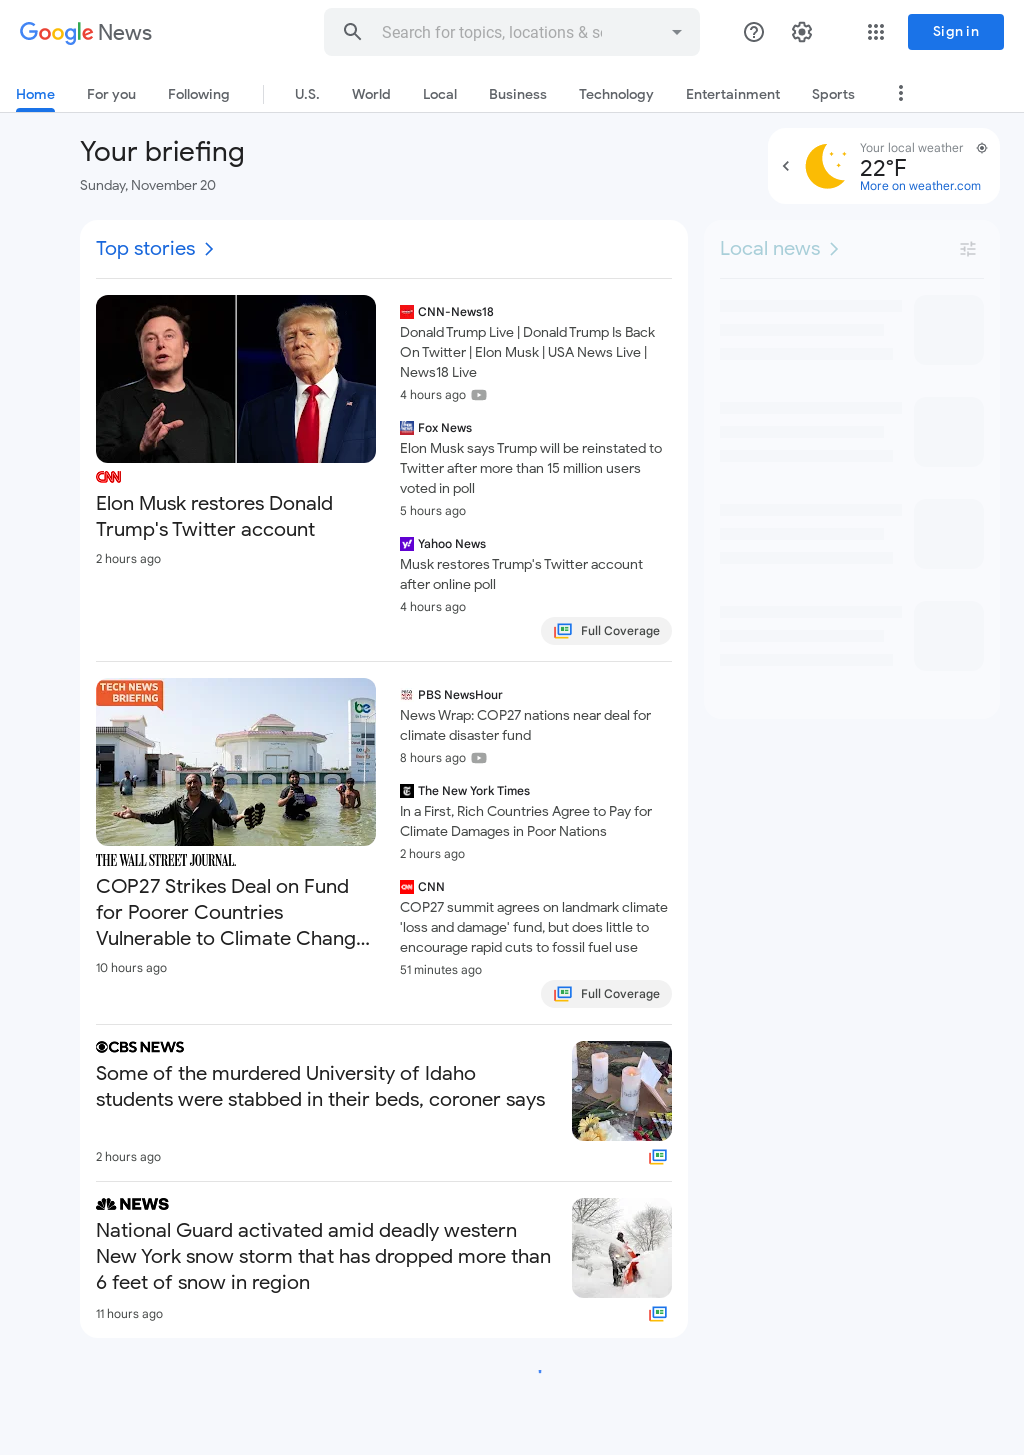 Google News
Search for topics, locations & s
Sign in
Home
For you
Following
U.S.
World
Local
Business
Technology
Entertainment
Sports
Your briefing
Sunday, November 20
Your local weather
22°F
More on weather.com
Top stories
CNN
Elon Musk restores Donald
Trump's Twitter account
2 hours ago
CNN-News18
Donald Trump Live | Donald Trump Is Back
On Twitter | Elon Musk | USA News Live |
News18 Live
4 hours ago
Fox News
Elon Musk says Trump will be reinstated to
Twitter after more than 15 million users
voted in poll
5 hours ago
Yahoo News
Musk restores Trump's Twitter account
after online poll
4 hours ago
Full Coverage
TECH NEWS
BRIEFING
be
THE WALL STREET JOURNAL.
COP27 Strikes Deal on Fund
for Poorer Countries
Vulnerable to Climate Chang...
10 hours ago
PBS NewsHour
News Wrap: COP27 nations near deal for
climate disaster fund
8 hours ago
The New York Times
In a First, Rich Countries Agree to Pay for
Climate Damages in Poor Nations
2 hours ago
CNN
COP27 summit agrees on landmark climate
'loss and damage' fund, but does little to
encourage rapid cuts to fossil fuel use
51 minutes ago
Full Coverage
CBS NEWS
Some of the murdered University of Idaho
students were stabbed in their beds, coroner says
2 hours ago
NEWS
National Guard activated amid deadly western
New York snow storm that has dropped more than
6 feet of snow in region
11 hours ago
Local news